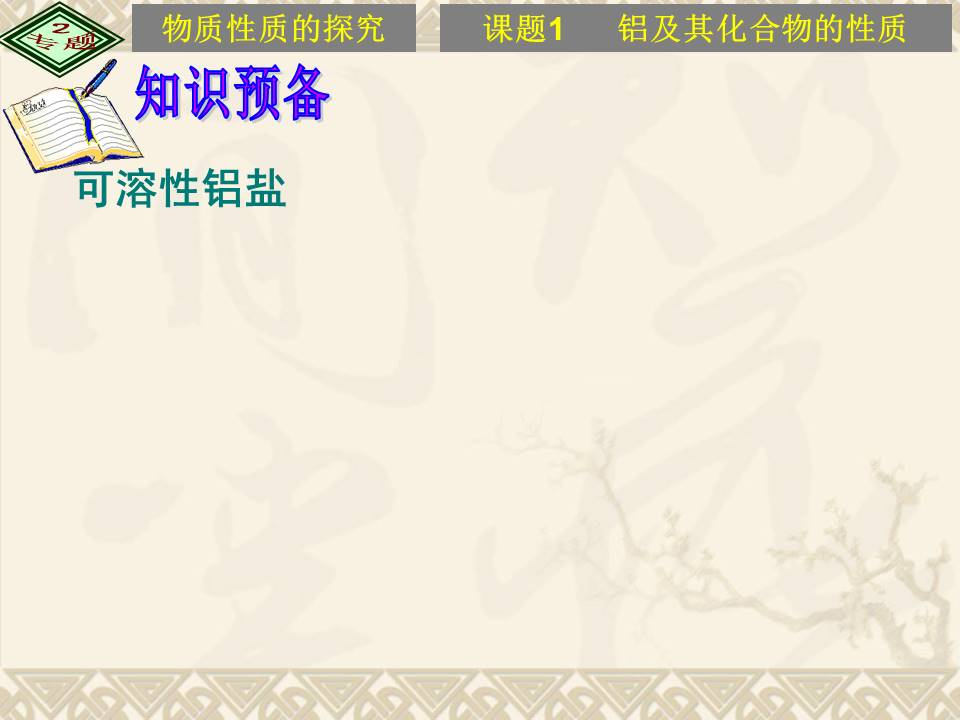 2
专题
物质性质的探究
课题1 铝及其化合物的性质
知识预备
可溶性铝盐